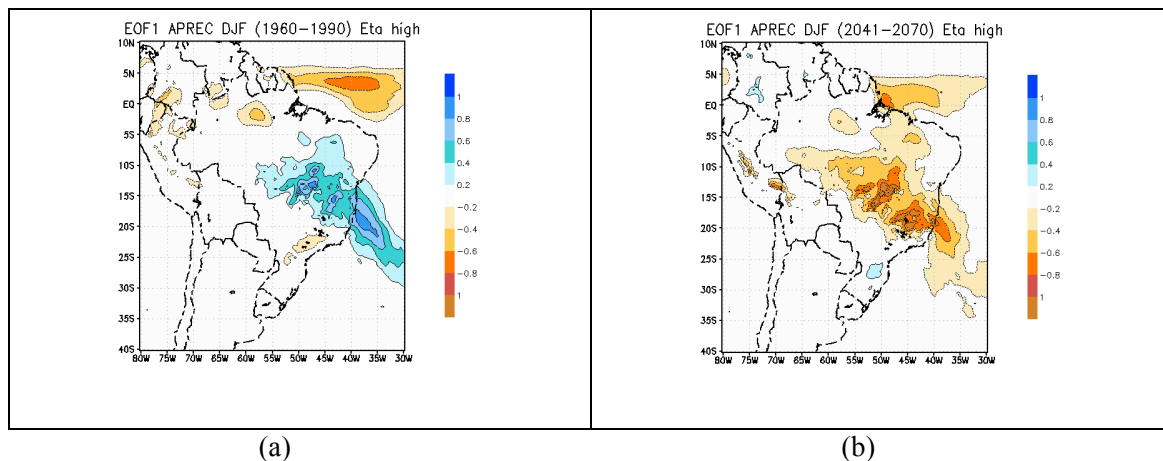 EOF1 APREC DJF (1960−1990) Eta high
10N
5N
EQ
5S
10S
15S
20S
25S
30S
35S
40S
80W 75W 70W 65W 60W 55W 50W 45W 40W 35W 30W
1
0.8
0.6
0.4
0.2
−0.2
−0.4
−0.6
−0.8
1
(a)
EOF1 APREC DJF (2041−2070) Eta high
10N
5N
EQ
5S
10S
15S
20S
25S
30S
35S
40S
80W 75W 70W 65W 60W 55W 50W 45W 40W 35W 30W
1
0.8
0.6
0.4
0.2
−0.2
−0.4
−0.6
−0.8
1
(b)